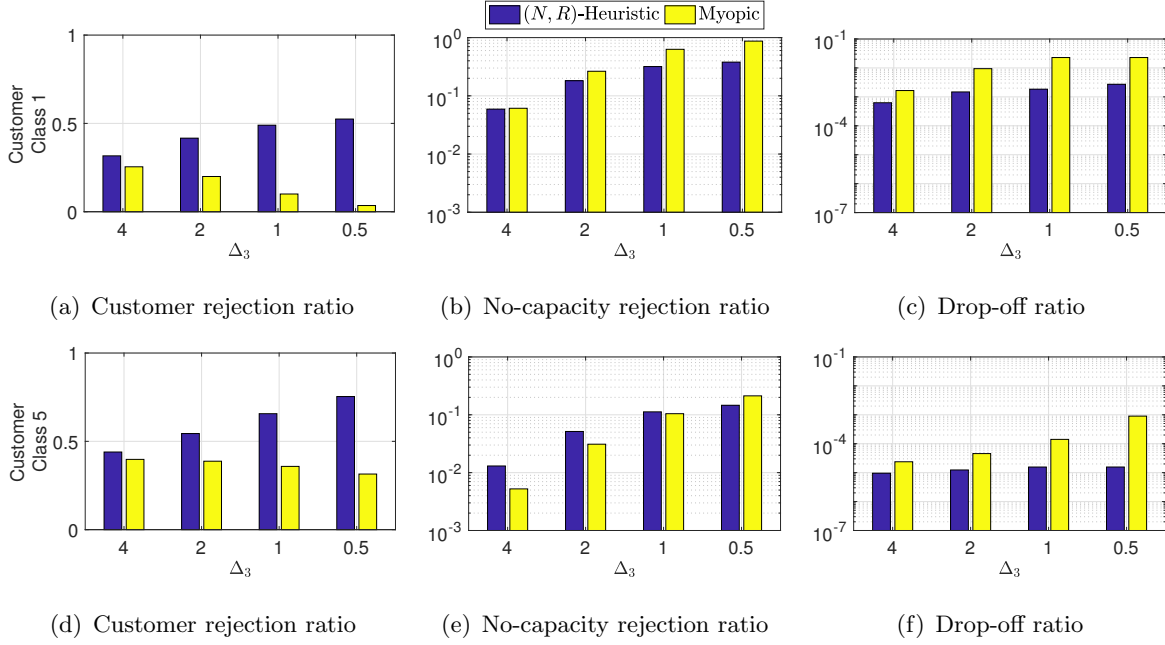 (N, R)-Heuristic Myopic
Customer
Class 1
1
0.5
0
4 2 1 0.5
Δ₃
10⁰
10⁻¹
10⁻²
10⁻³
4 2 1 0.5
Δ₃
10⁻¹
10⁻⁴
10⁻⁷
4 2 1 0.5
Δ₃
(a) Customer rejection ratio
(b) No-capacity rejection ratio
(c) Drop-off ratio
Customer
Class 5
1
0.5
0
4 2 1 0.5
Δ₃
10⁰
10⁻¹
10⁻²
10⁻³
4 2 1 0.5
Δ₃
10⁻¹
10⁻⁴
10⁻⁷
4 2 1 0.5
Δ₃
(d) Customer rejection ratio
(e) No-capacity rejection ratio
(f) Drop-off ratio